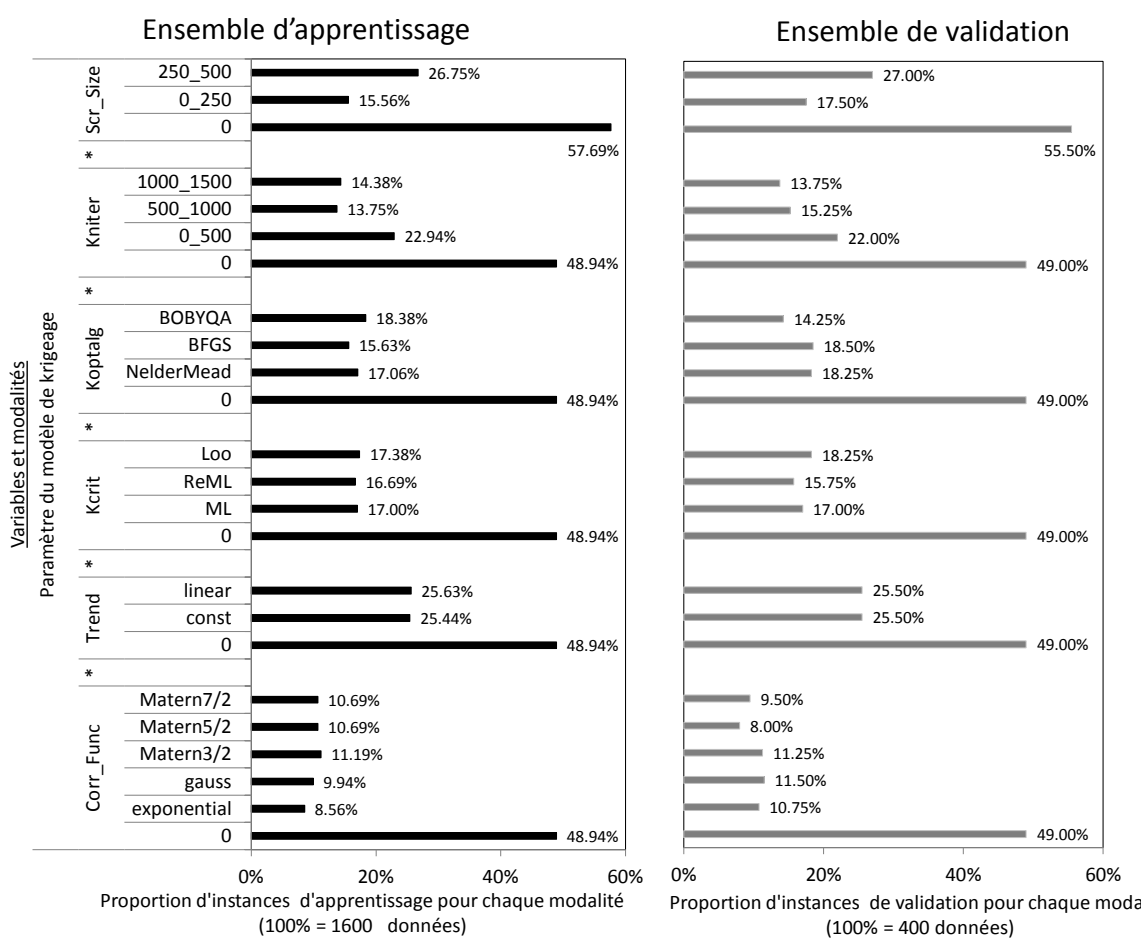 Ensemble d’apprentissage
Ensemble de validation
Variables et modalités
Paramètre du modèle de krigeage
Scr_Size
250_500 26.75% 27.00%
0_250 15.56% 17.50%
0 57.69% 55.50%
*
Kniter
1000_1500 14.38% 13.75%
500_1000 13.75% 15.25%
0_500 22.94% 22.00%
0 48.94% 49.00%
*
Koptalg
BOBYQA 18.38% 14.25%
BFGS 15.63% 18.50%
NelderMead 17.06% 18.25%
0 48.94% 49.00%
*
Kcrit
Loo 17.38% 18.25%
ReML 16.69% 15.75%
ML 17.00% 17.00%
0 48.94% 49.00%
*
Trend
linear 25.63% 25.50%
const 25.44% 25.50%
0 48.94% 49.00%
*
Corr_Func
Matern7/2 10.69% 9.50%
Matern5/2 10.69% 8.00%
Matern3/2 11.19% 11.25%
gauss 9.94% 11.50%
exponential 8.56% 10.75%
0 48.94% 49.00%
0% 20% 40% 60%
0% 20% 40% 60%
Proportion d'instances d'apprentissage pour chaque modalité
(100% = 1600 données)
Proportion d'instances de validation pour chaque moda
(100% = 400 données)